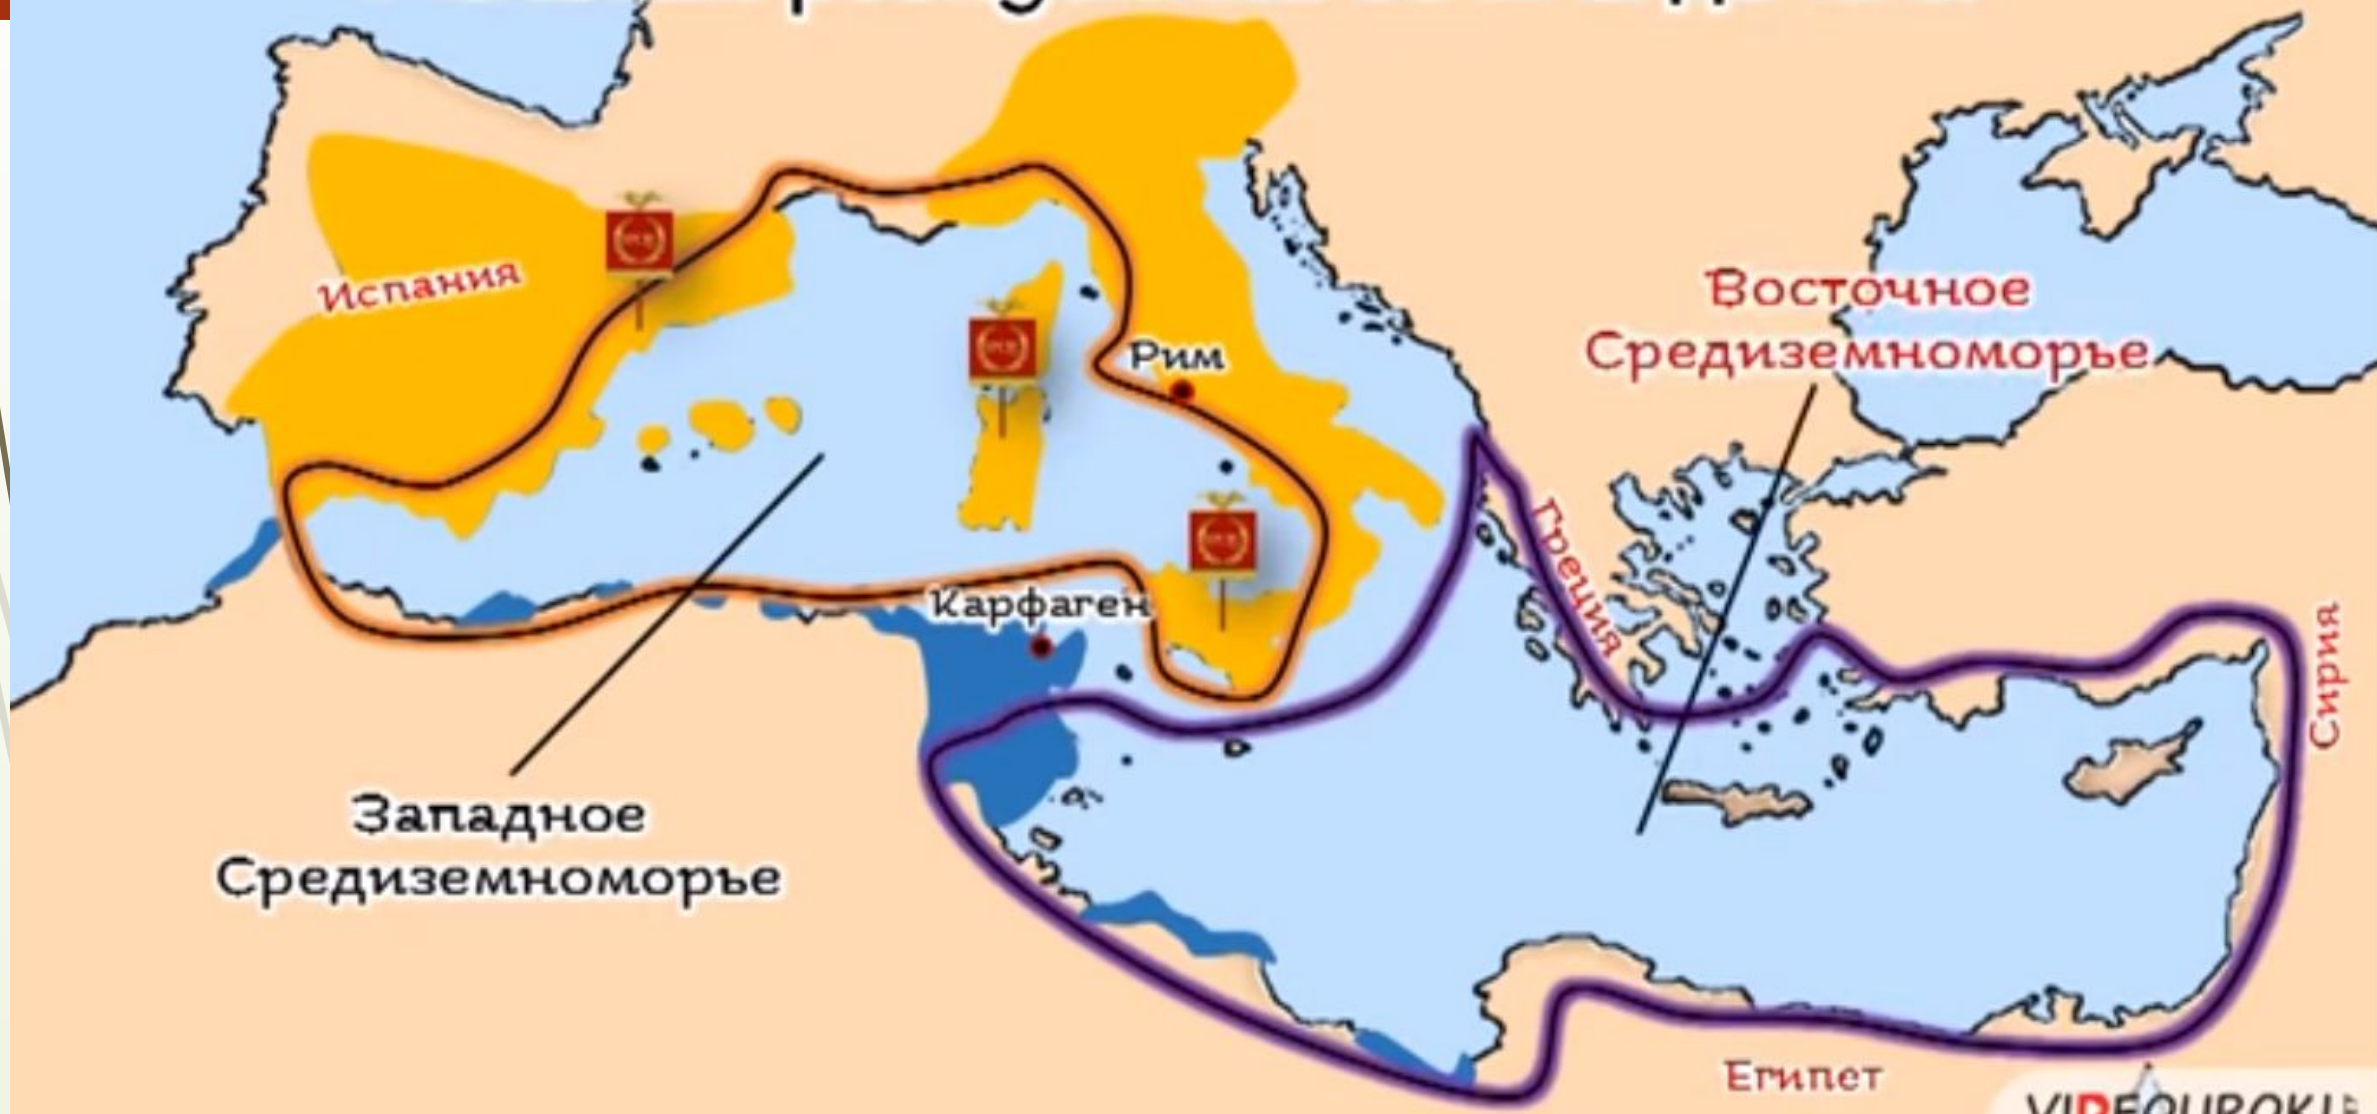 Испания
Рим
Восточное
Средиземноморье
Греция
Карфаген
Сирия
Западное
Средиземноморье
Египет